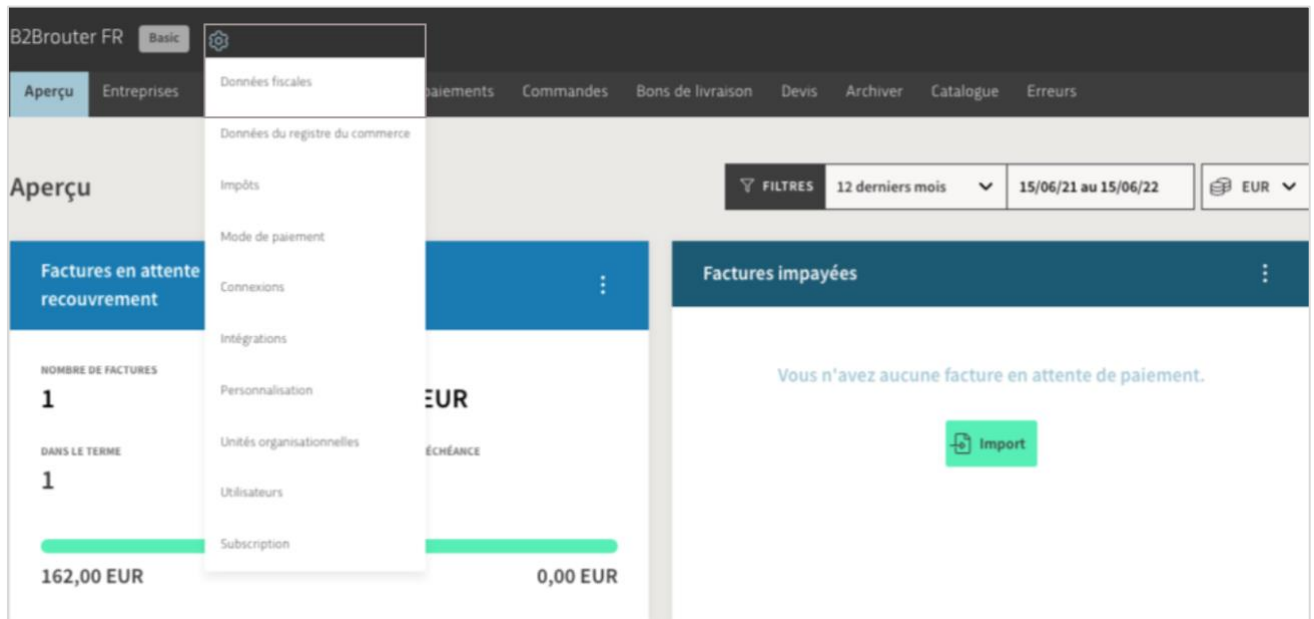 B2Brouter FR Basic
Aperçu Entreprises paiements Commandes Bons de livraison Devis Archiver Catalogue Erreurs
Données fiscales
Données du registre du commerce
Impôts
Mode de paiement
Connexions
Intégrations
Personnalisation
Unités organisationnelles
Utilisateurs
Subscription
Aperçu
FILTRES 12 derniers mois 15/06/21 au 15/06/22 EUR
Factures en attente
recouvrement
NOMBRE DE FACTURES
1 EUR
DANS LE TERME ÉCHÉANCE
1
162,00 EUR 0,00 EUR
Factures impayées
Vous n'avez aucune facture en attente de paiement.
Import